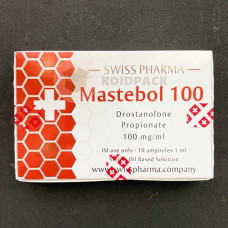 SWISS PHARMA
ROIDPACK
Mastebol 100
Drostanolone
Propionate
100 mg/ml
IM use only - 10 ampoules 1 ml
Oil Based Solution
www.swisspharma.company